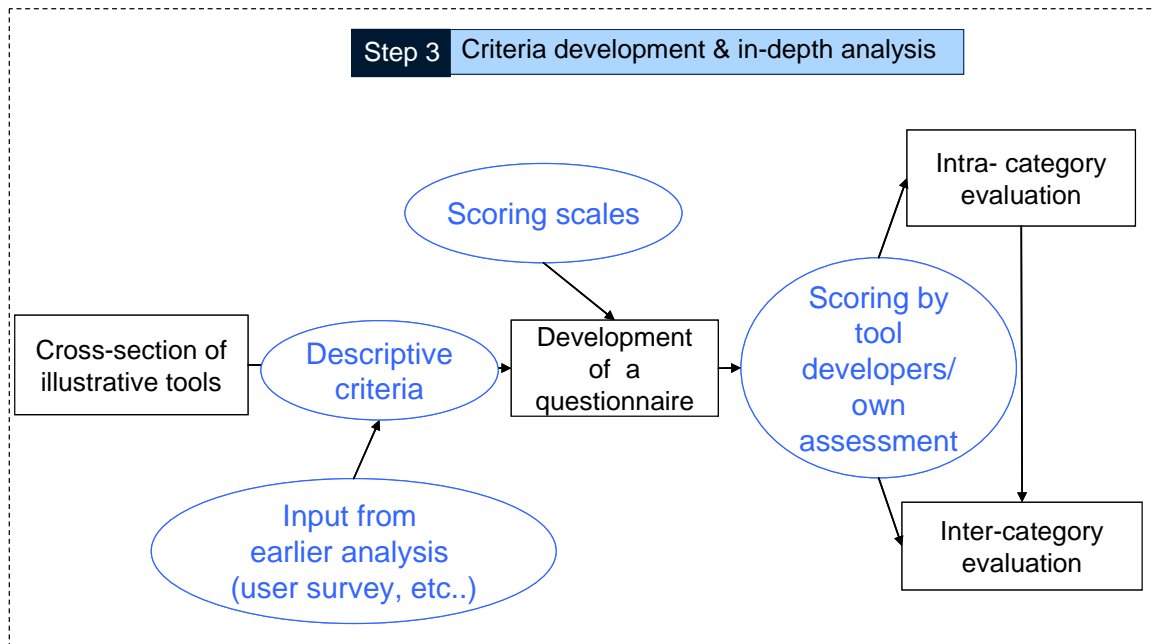 Step 3 Criteria development & in-depth analysis
Intra- category
evaluation
Scoring scales
Scoring by
tool
developers/
own
assessment
Cross-section of
illustrative tools
Descriptive
criteria
Development
of a
questionnaire
Input from
earlier analysis
(user survey, etc..)
Inter-category
evaluation